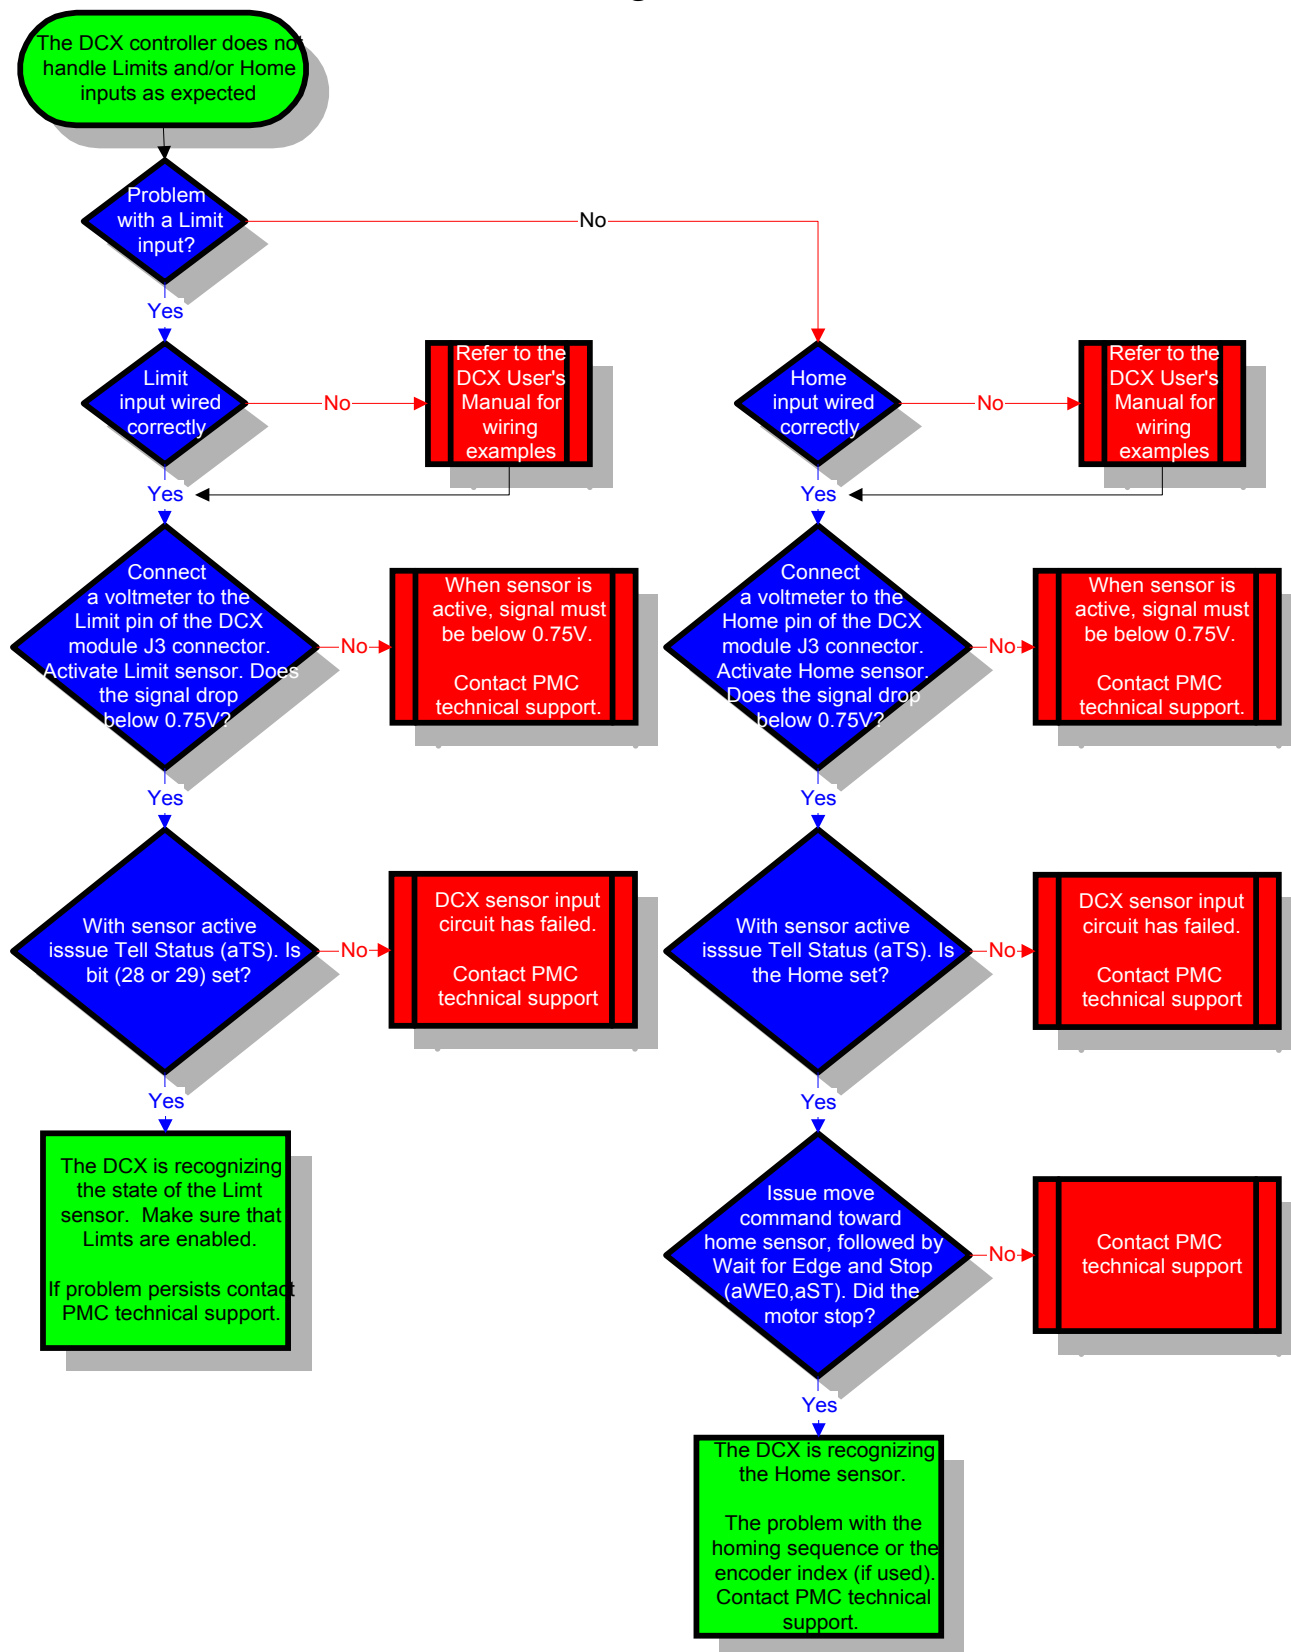 The DCX controller does not
handle Limits and/or Home
inputs as expected
Problem
with a Limit
input?
No
Yes
Limit
input wired
correctly
No
Refer to the
DCX User's
Manual for
wiring
examples
Home
input wired
correctly
No
Refer to the
DCX User's
Manual for
wiring
examples
Yes
Yes
Connect
a voltmeter to the
Limit pin of the DCX
module J3 connector.
Activate Limit sensor. Does
the signal drop
below 0.75V?
No
When sensor is
active, signal must
be below 0.75V.
Contact PMC
technical support.
Connect
a voltmeter to the
Home pin of the DCX
module J3 connector.
Activate Home sensor.
Does the signal drop
below 0.75V?
No
When sensor is
active, signal must
be below 0.75V.
Contact PMC
technical support.
Yes
Yes
With sensor active
isssue Tell Status (aTS). Is
bit (28 or 29) set?
No
DCX sensor input
circuit has failed.
Contact PMC
technical support
With sensor active
isssue Tell Status (aTS). Is
the Home set?
No
DCX sensor input
circuit has failed.
Contact PMC
technical support
Yes
Yes
The DCX is recognizing
the state of the Limt
sensor.  Make sure that
Limts are enabled.
If problem persists contact
PMC technical support.
Issue move
command toward
home sensor, followed by
Wait for Edge and Stop
(aWE0,aST). Did the
motor stop?
No
Contact PMC
technical support
Yes
The DCX is recognizing
the Home sensor.
The problem with the
homing sequence or the
encoder index (if used).
Contact PMC technical
support.